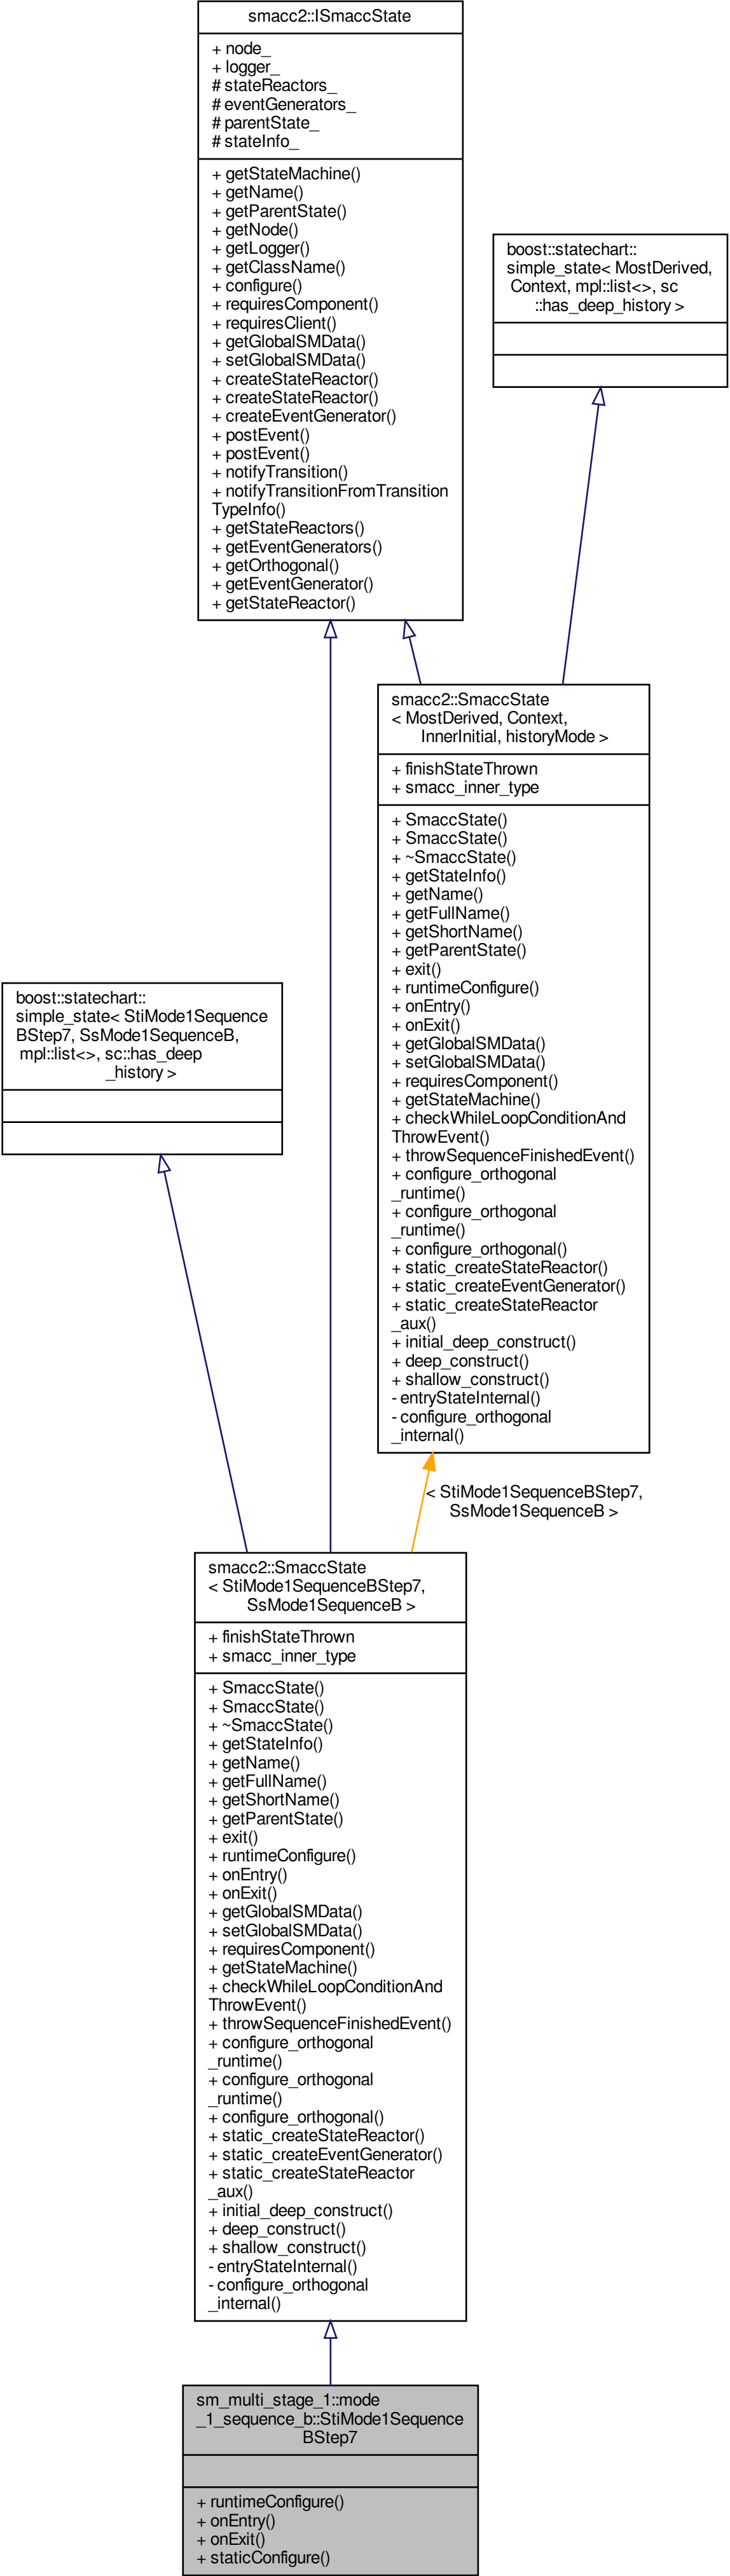 smacc2::ISmaccState
+ node_
+ logger_
# stateReactors_
# eventGenerators_
# parentState_
# stateInfo_
+ getStateMachine()
+ getName()
+ getParentState()
+ getNode()
+ getLogger()
+ getClassName()
+ configure()
+ requiresComponent()
+ requiresClient()
+ getGlobalSMData()
+ setGlobalSMData()
+ createStateReactor()
+ createStateReactor()
+ createEventGenerator()
+ postEvent()
+ postEvent()
+ notifyTransition()
+ notifyTransitionFromTransition
TypeInfo()
+ getStateReactors()
+ getEventGenerators()
+ getOrthogonal()
+ getEventGenerator()
+ getStateReactor()
boost::statechart::
simple_state< MostDerived,
Context, mpl::list<>, sc
::has_deep_history >
smacc2::SmaccState
< MostDerived, Context,
InnerInitial, historyMode >
+ finishStateThrown
+ smacc_inner_type
+ SmaccState()
+ SmaccState()
+ ~SmaccState()
+ getStateInfo()
+ getName()
+ getFullName()
+ getShortName()
+ getParentState()
+ exit()
+ runtimeConfigure()
+ onEntry()
+ onExit()
+ getGlobalSMData()
+ setGlobalSMData()
+ requiresComponent()
+ getStateMachine()
+ checkWhileLoopConditionAnd
ThrowEvent()
+ throwSequenceFinishedEvent()
+ configure_orthogonal
_runtime()
+ configure_orthogonal
_runtime()
+ configure_orthogonal()
+ static_createStateReactor()
+ static_createEventGenerator()
+ static_createStateReactor
_aux()
+ initial_deep_construct()
+ deep_construct()
+ shallow_construct()
- entryStateInternal()
- configure_orthogonal
_internal()
boost::statechart::
simple_state< StiMode1Sequence
BStep7, SsMode1SequenceB,
mpl::list<>, sc::has_deep
_history >
< StiMode1SequenceBStep7,
SsMode1SequenceB >
smacc2::SmaccState
< StiMode1SequenceBStep7,
SsMode1SequenceB >
+ finishStateThrown
+ smacc_inner_type
+ SmaccState()
+ SmaccState()
+ ~SmaccState()
+ getStateInfo()
+ getName()
+ getFullName()
+ getShortName()
+ getParentState()
+ exit()
+ runtimeConfigure()
+ onEntry()
+ onExit()
+ getGlobalSMData()
+ setGlobalSMData()
+ requiresComponent()
+ getStateMachine()
+ checkWhileLoopConditionAnd
ThrowEvent()
+ throwSequenceFinishedEvent()
+ configure_orthogonal
_runtime()
+ configure_orthogonal
_runtime()
+ configure_orthogonal()
+ static_createStateReactor()
+ static_createEventGenerator()
+ static_createStateReactor
_aux()
+ initial_deep_construct()
+ deep_construct()
+ shallow_construct()
- entryStateInternal()
- configure_orthogonal
_internal()
sm_multi_stage_1::mode
_1_sequence_b::StiMode1Sequence
BStep7
+ runtimeConfigure()
+ onEntry()
+ onExit()
+ staticConfigure()